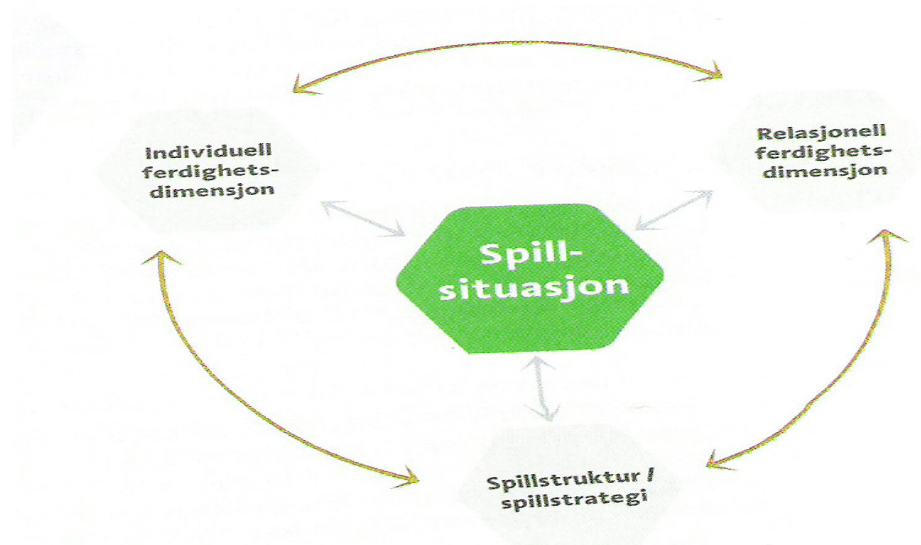 Individuell
ferdighets-
dimensjon
Relasjonell
ferdighets-
dimensjon
Spill-
situasjon
Spillstruktur /
spillstrategi